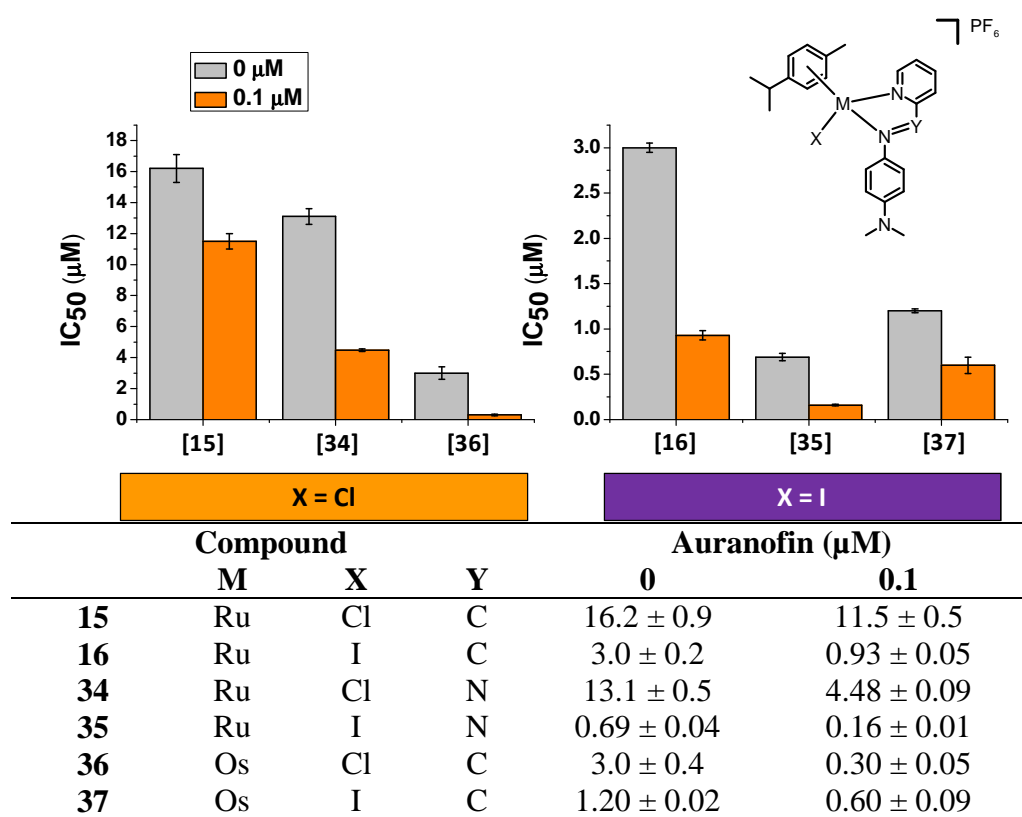 0 µM
0.1 µM
PF6
M
N
X
N
Y
N
IC50 (µM)
18
16
14
12
10
8
6
4
2
0
[15] [34] [36]
X = Cl
IC50 (µM)
3.0
2.5
2.0
1.5
1.0
0.5
0.0
[16] [35] [37]
X = I
Compound Auranofin (µM)
M X Y 0 0.1
15 Ru Cl C 16.2 ± 0.9 11.5 ± 0.5
16 Ru I C 3.0 ± 0.2 0.93 ± 0.05
34 Ru Cl N 13.1 ± 0.5 4.48 ± 0.09
35 Ru I N 0.69 ± 0.04 0.16 ± 0.01
36 Os Cl C 3.0 ± 0.4 0.30 ± 0.05
37 Os I C 1.20 ± 0.02 0.60 ± 0.09